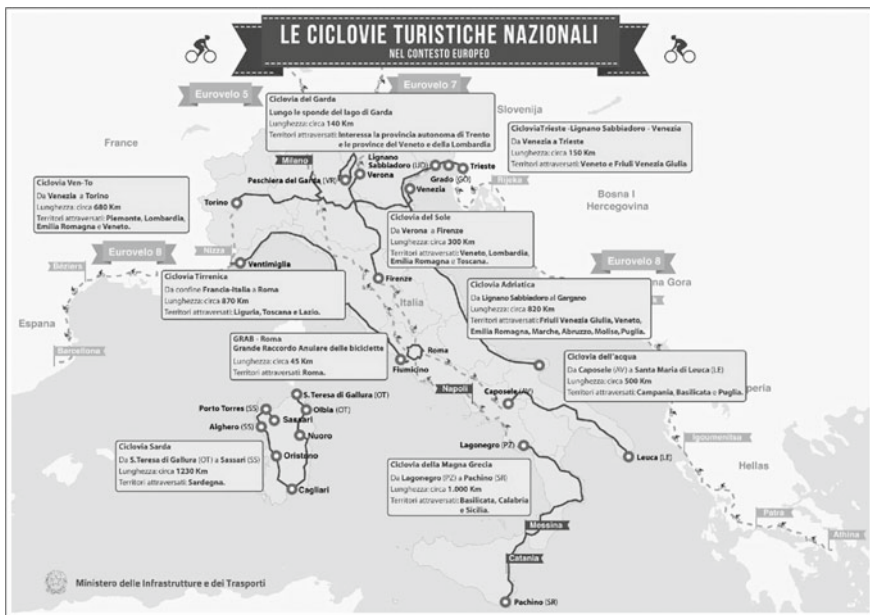 LE CICLOVIE TURISTICHE NAZIONALI
NEL CONTESTO EUROPEO
Eurovelo 5
Eurovelo 7
Ciclovia del Garda
Lungo le sponde del lago di Garda
Lunghezza: circa 140 Km
Territori attraversati: Interessa la provincia autonoma di Trento
e le province del Veneto e della Lombardia
Slovenija
CicloviaTrieste -Lignano Sabbiadoro - Venezia
Da Venezia a Trieste
Lunghezza: circa 150 Km
Territori attraversati: Veneto e Friuli Venezia Giulia
France
Milano
Lignano
Sabbiadoro (UD)
Verona
Peschiera del Garda (VR)
Grado (GO)
Trieste
Venezia
Rijeka
Bosna I
Hercegovina
Ciclovia Ven-To
Da Venezia a Torino
Lunghezza: circa 680 Km
Territori attraversati: Piemonte, Lombardia,
Emilia Romagna e Veneto.
Torino
Ciclovia del Sole
Da Verona a Firenze
Lunghezza: circa 300 Km
Territori attraversati: Veneto, Lombardia,
Emilia Romagna e Toscana.
Nizza
Eurovelo 8
Béziers
Ventimiglia
Firenze
Eurovelo 8
na Gora
Ciclovia Tirrenica
Da confine Francia-Italia a Roma
Lunghezza: circa 870 Km
Territori attraversati: Liguria, Toscana e Lazio.
Italia
Ciclovia Adriatica
Da Lignano Sabbiadoro al Gargano
Lunghezza: circa 820 Km
Territori attraversati: Friuli Venezia Giulia, Veneto,
Emilia Romagna, Marche, Abruzzo, Molise, Puglia.
Espana
Barcellona
GRAB - Roma
Grande Raccordo Anulare delle biciclette
Lunghezza: circa 45 Km
Territori attraversati: Roma.
Roma
Fiumicino
Ciclovia dell'acqua
Da Caposele (AV) a Santa Maria di Leuca (LE)
Lunghezza: circa 500 Km
Territori attraversati: Campania, Basilicata e Puglia.
peria
Napoli
Caposele (AV)
S.Teresa di Gallura (OT)
Porto Torres (SS)
Olbia (OT)
Sassari
Alghero (SS)
Nuoro
Igoumenitsa
Lagonegro (PZ)
Leuca (LE)
Hellas
Ciclovia Sarda
Da S.Teresa di Gallura (OT) a Sassari (SS)
Lunghezza: circa 1230 Km
Territori attraversati: Sardegna.
Oristano
Cagliari
Ciclovia della Magna Grecia
Da Lagonegro (PZ) a Pachino (SR)
Lunghezza: circa 1.000 Km
Territori attraversati: Basilicata, Calabria
e Sicilia.
Patra
Athina
Messina
Catania
Ministero delle Infrastrutture e dei Trasporti
Pachino (SR)